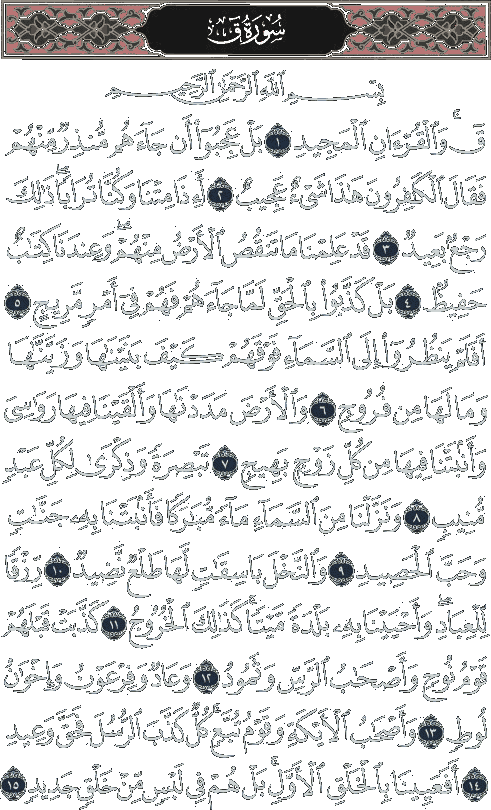 سُورَةُ ق
بِسْمِ ٱللَّهِ ٱلرَّحْمَٰنِ ٱلرَّحِيمِ
قٓ ۚ وَٱلْقُرْءَانِ ٱلْمَجِيدِ ١ بَلْ عَجِبُوٓا۟ أَن جَآءَهُم مُّنذِرٌ مِّنْهُمْ
فَقَالَ ٱلْكَٰفِرُونَ هَٰذَا شَىْءٌ عَجِيبٌ ٢ أَءِذَا مِتْنَا وَكُنَّا تُرَابًا ۖ ذَٰلِكَ
رَجْعٌۢ بَعِيدٌ ٣ قَدْ عَلِمْنَا مَا تَنقُصُ ٱلْأَرْضُ مِنْهُمْ ۖ وَعِندَنَا كِتَٰبٌ
حَفِيظٌۢ ٤ بَلْ كَذَّبُوا۟ بِٱلْحَقِّ لَمَّا جَآءَهُمْ فَهُمْ فِىٓ أَمْرٍ مَّرِيجٍ ٥
أَفَلَمْ يَنظُرُوٓا۟ إِلَى ٱلسَّمَآءِ فَوْقَهُمْ كَيْفَ بَنَيْنَٰهَا وَزَيَّنَّٰهَا
وَمَا لَهَا مِن فُرُوجٍ ٦ وَٱلْأَرْضَ مَدَدْنَٰهَا وَأَلْقَيْنَا فِيهَا رَوَٰسِىَ
وَأَنۢبَتْنَا فِيهَا مِن كُلِّ زَوْجٍۭ بَهِيجٍ ٧ تَبْصِرَةً وَذِكْرَىٰ لِكُلِّ عَبْدٍ
مُّنِيبٍ ٨ وَنَزَّلْنَا مِنَ ٱلسَّمَآءِ مَآءً مُّبَٰرَكًا فَأَنۢبَتْنَا بِهِۦ جَنَّٰتٍ
وَحَبَّ ٱلْحَصِيدِ ٩ وَٱلنَّخْلَ بَاسِقَٰتٍ لَّهَا طَلْعٌ نَّضِيدٌ ١٠ رِّزْقًا
لِّلْعِبَادِ ۖ وَأَحْيَيْنَا بِهِۦ بَلْدَةً مَّيْتًا ۚ كَذَٰلِكَ ٱلْخُرُوجُ ١١ كَذَّبَتْ قَبْلَهُمْ
قَوْمُ نُوحٍ وَأَصْحَٰبُ ٱلرَّسِّ وَثَمُودُ ١٢ وَعَادٌ وَفِرْعَوْنُ وَإِخْوَٰنُ
لُوطٍ ١٣ وَأَصْحَٰبُ ٱلْأَيْكَةِ وَقَوْمُ تُبَّعٍ ۚ كُلٌّ كَذَّبَ ٱلرُّسُلَ فَحَقَّ وَعِيدِ
١٤ أَفَعَيِينَا بِٱلْخَلْقِ ٱلْأَوَّلِ ۚ بَلْ هُمْ فِى لَبْسٍ مِّنْ خَلْقٍ جَدِيدٍ ١٥